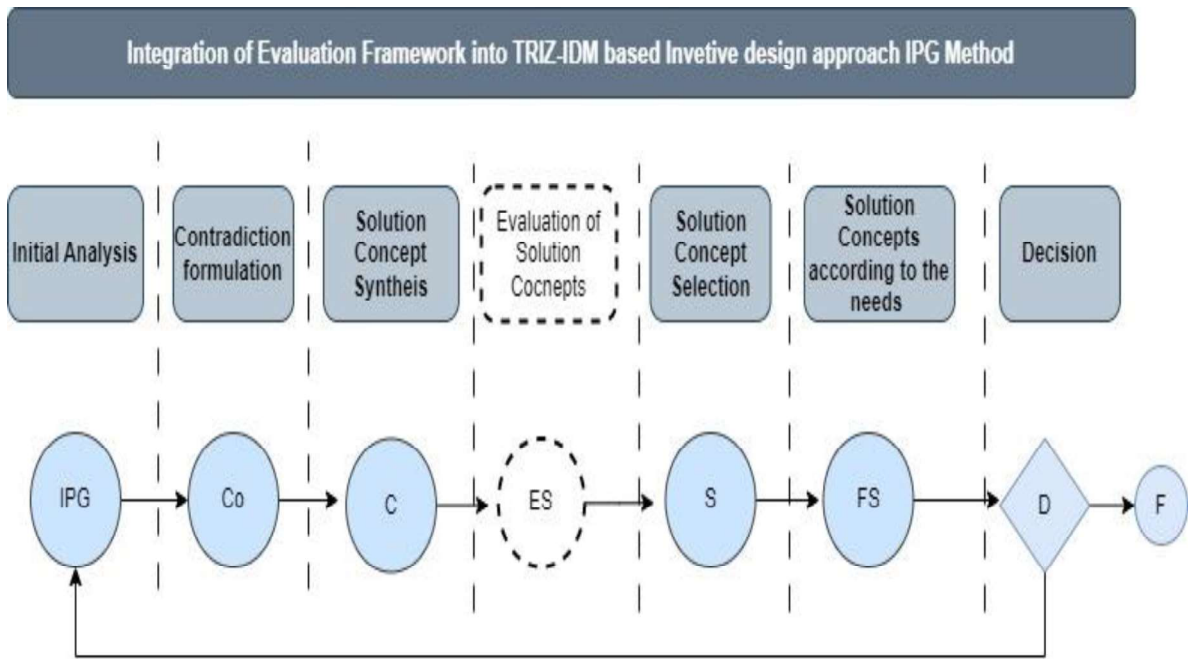 Integration of Evaluation Framework into TRIZ-IDM based Invetive design approach IPG Method
Initial Analysis
Contradiction
formulation
Solution
Concept
Syntheis
Evaluation of
Solution
Cocnepts
Solution
Concept
Selection
Solution
Concepts
according to the
needs
Decision
IPG
Co
C
ES
S
FS
D
F